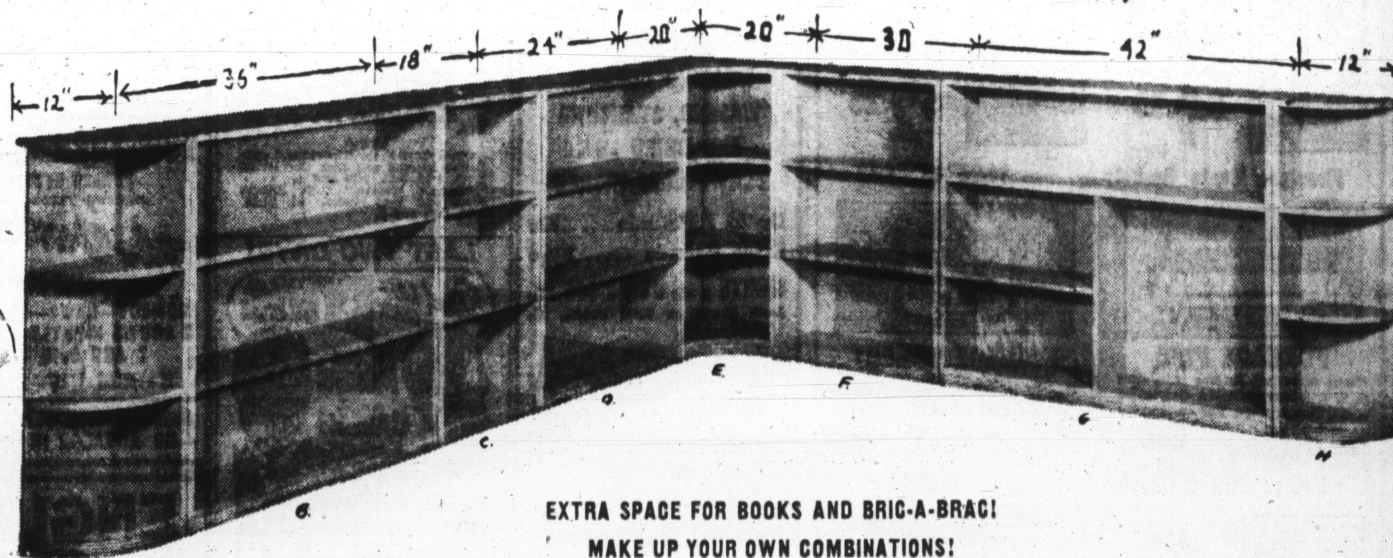 12" 36" 18" 24" 20" 20" 30 42" 12"
B. C. D. E. F. G H
EXTRA SPACE FOR BOOKS AND BRIC-A-BRAC!
MAKE UP YOUR OWN COMBINATIONS!